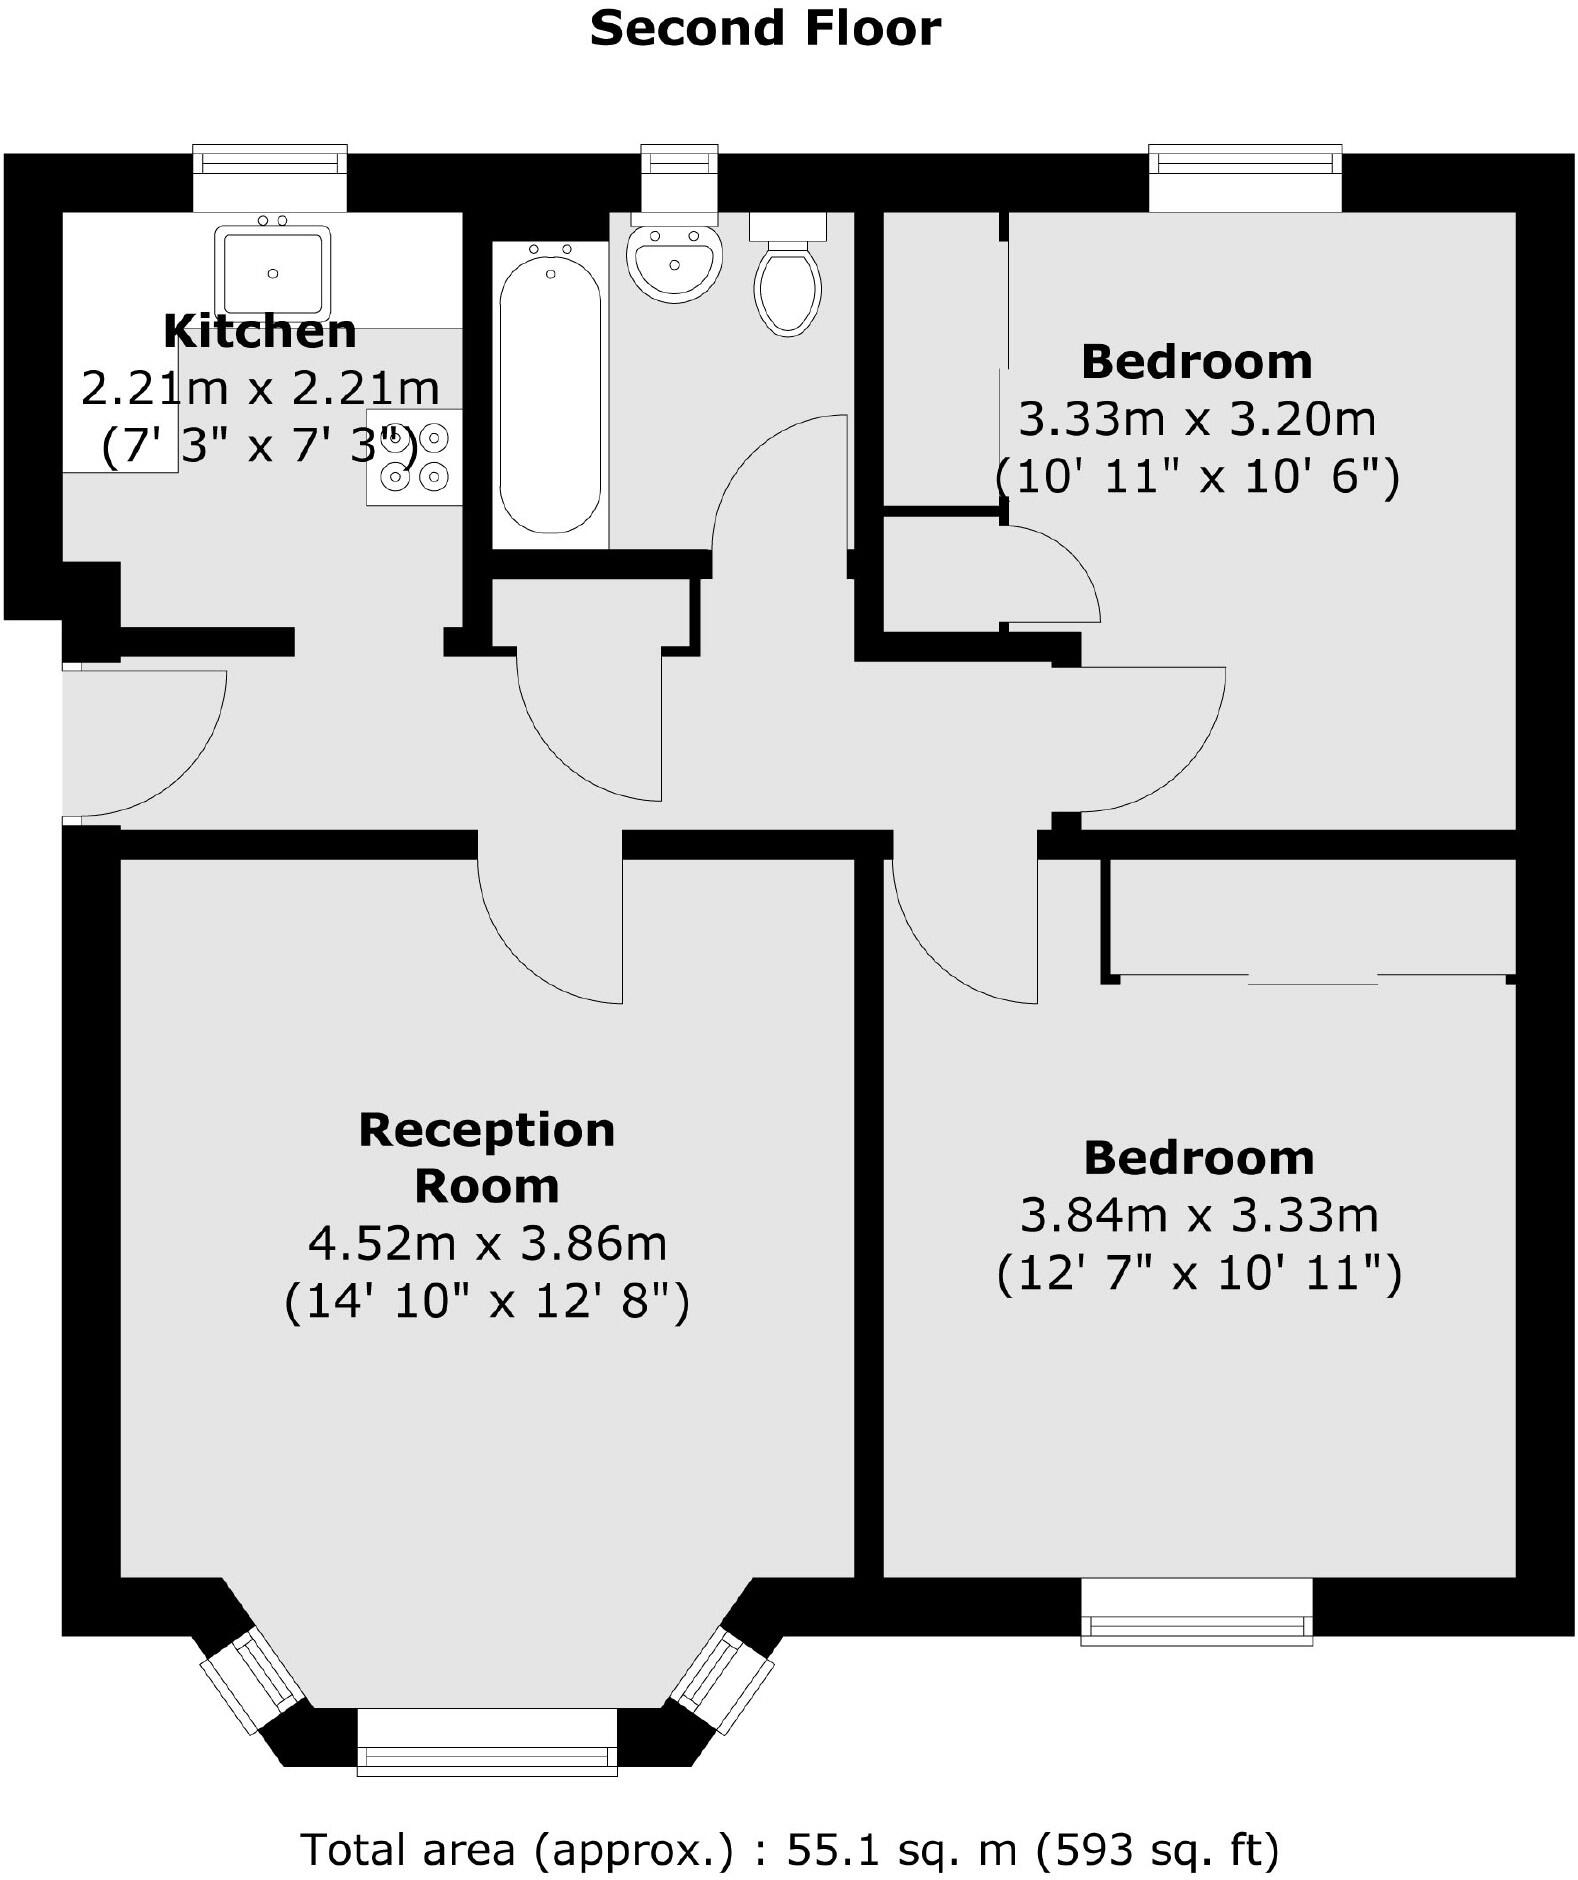 Second Floor
Kitchen
2.21m x 2.21m
(7' 3" x 7' 3")
Bedroom
3.33m x 3.20m
(10' 11" x 10' 6")
Reception
Room
4.52m x 3.86m
(14' 10" x 12' 8")
Bedroom
3.84m x 3.33m
(12' 7" x 10' 11")
Total area (approx.) : 55.1 sq. m (593 sq. ft)